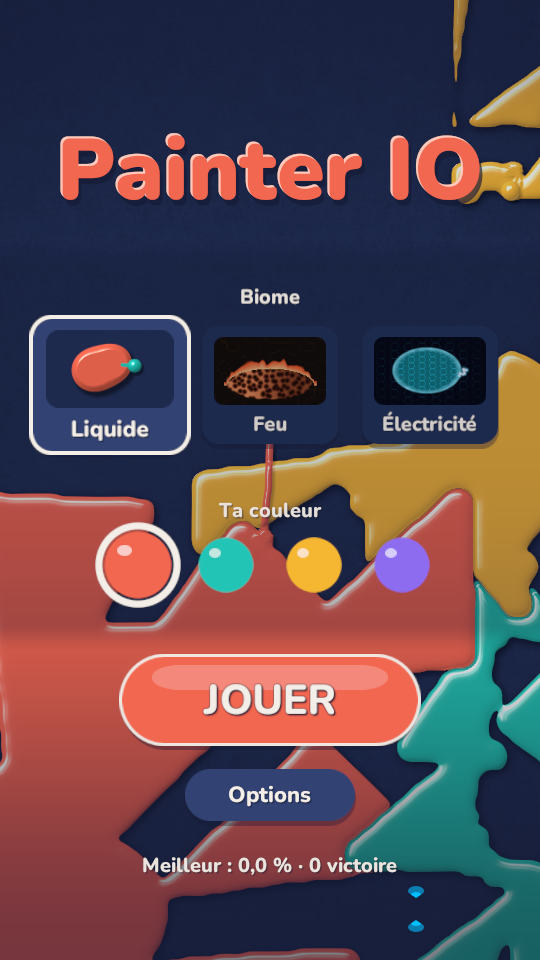 Painter IO
Biome
Liquide
Feu
Électricité
Ta couleur
JOUER
Options
Meilleur : 0,0 % · 0 victoire